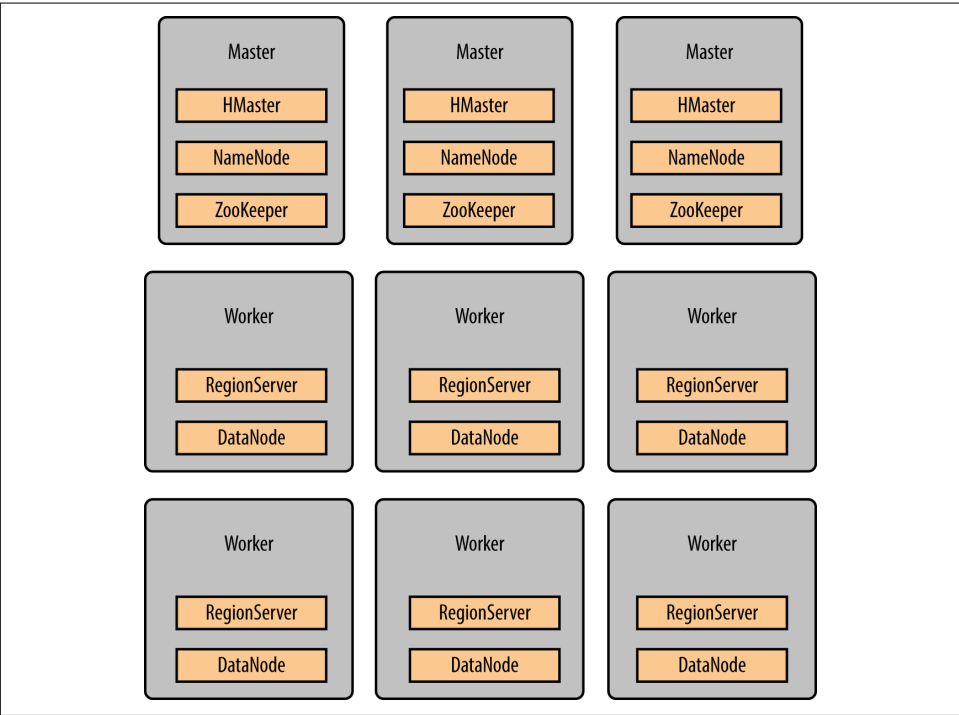 Master
Master
Master
HMaster
HMaster
HMaster
NameNode
NameNode
NameNode
ZooKeeper
ZooKeeper
ZooKeeper
Worker
Worker
Worker
RegionServer
RegionServer
RegionServer
DataNode
DataNode
DataNode
Worker
Worker
Worker
RegionServer
RegionServer
RegionServer
DataNode
DataNode
DataNode